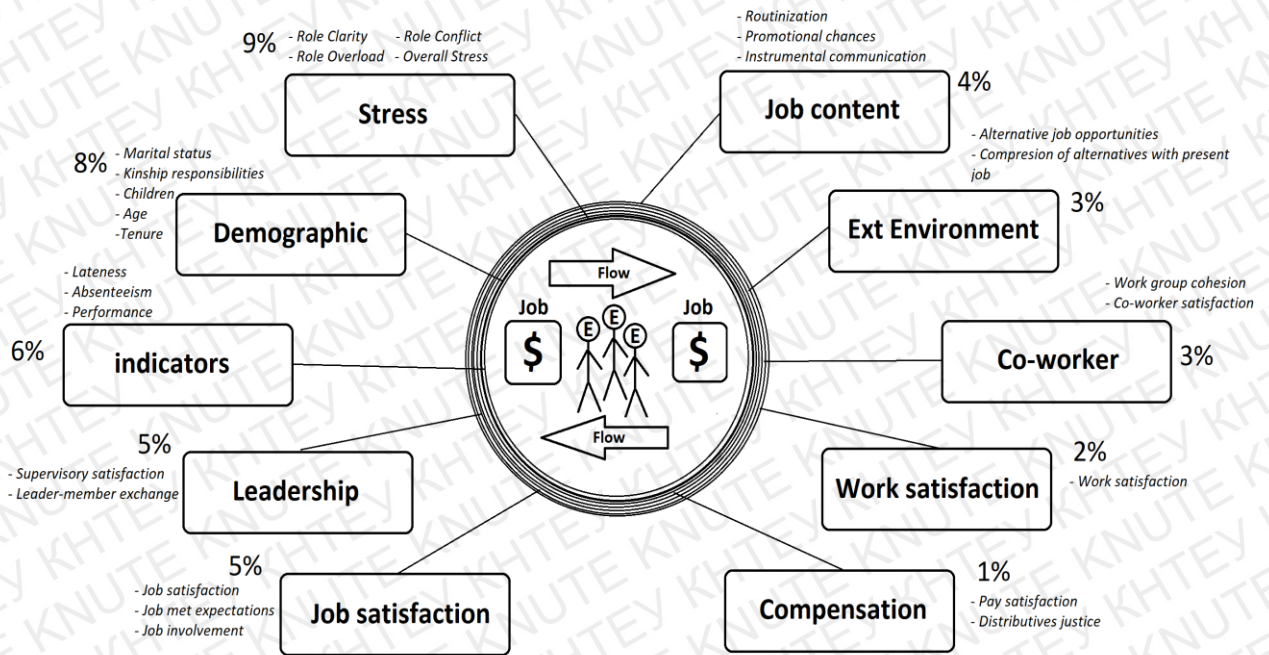 9%
- Role Clarity - Role Conflict
- Role Overload - Overall Stress
Stress
- Routinization
- Promotional chances
- Instrumental communication
4%
Job content
8%
- Marital status
- Kinship responsibilities
- Children
- Age
-Tenure
Demographic
- Alternative job opportunities
- Compresion of alternatives with present
job
3%
Ext Environment
- Lateness
- Absenteeism
- Performance
6%
indicators
- Work group cohesion
- Co-worker satisfaction
Co-worker
3%
Flow
Job
$
E
E
E
Job
$
Flow
5%
- Supervisory satisfaction
- Leader-member exchange
Leadership
2%
- Work satisfaction
Work satisfaction
5%
- Job satisfaction
- Job met expectations
- Job involvement
Job satisfaction
1%
- Pay satisfaction
- Distributives justice
Compensation
KNUTE KHTEY KNUTE KHTEY